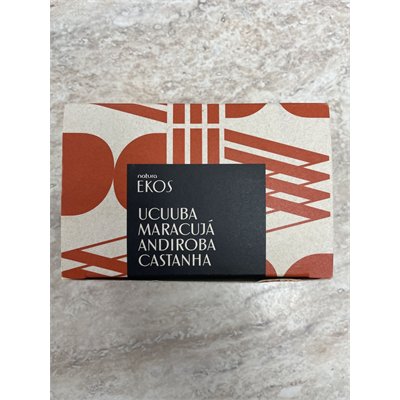 natura
EKOS
UCUUBA
MARACUJÁ
ANDIROBA
CASTANHA